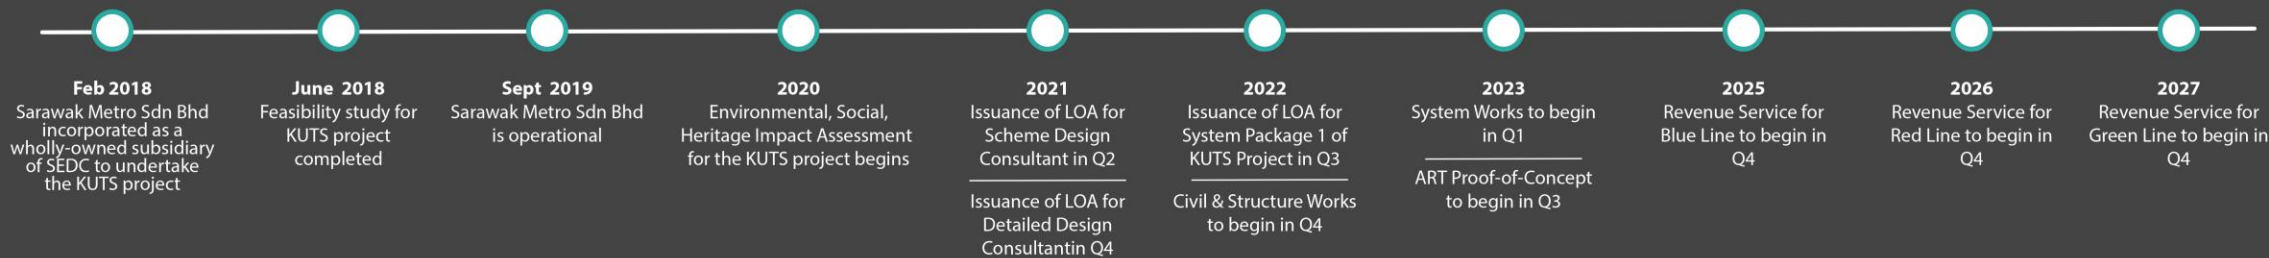 Feb 2018
Sarawak Metro Sdn Bhd
incorporated as a
wholly-owned subsidiary
of SEDC to undertake
the KUTS project
June 2018
Feasibility study for
KUTS project
completed
Sept 2019
Sarawak Metro Sdn Bhd
is operational
2020
Environmental, Social,
Heritage Impact Assessment
for the KUTS project begins
2021
Issuance of LOA for
Scheme Design
Consultant in Q2
Issuance of LOA for
Detailed Design
Consultantin Q4
2022
Issuance of LOA for
System Package 1 of
KUTS Project in Q3
Civil & Structure Works
to begin in Q4
2023
System Works to begin
in Q1
ART Proof-of-Concept
to begin in Q3
2025
Revenue Service for
Blue Line to begin in
Q4
2026
Revenue Service for
Red Line to begin in
Q4
2027
Revenue Service for
Green Line to begin in
Q4